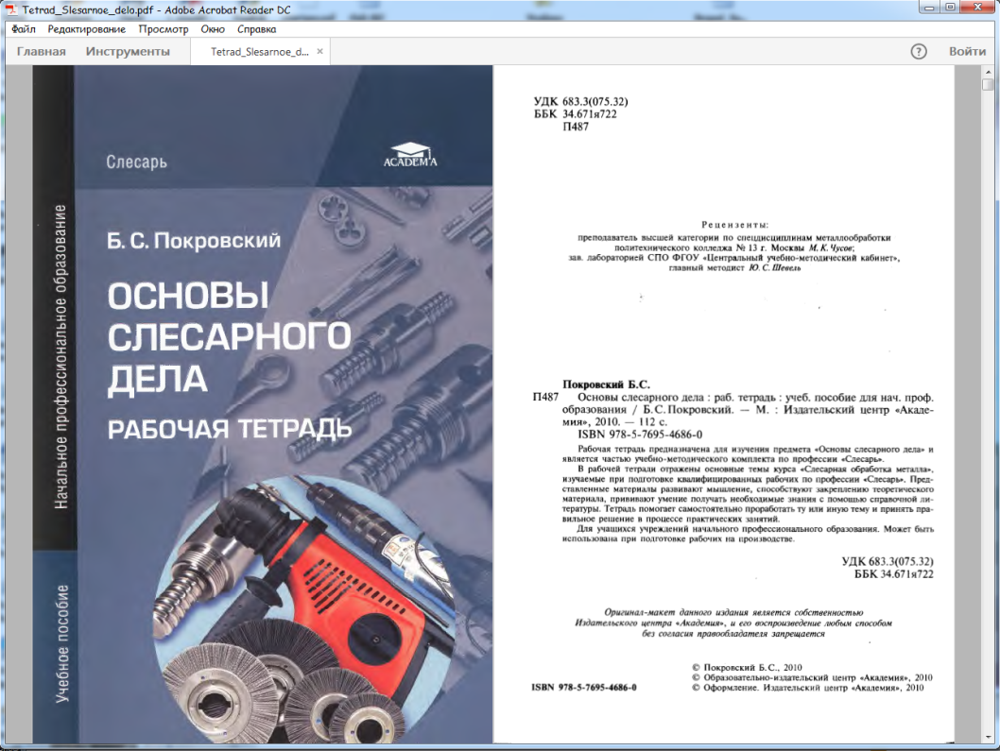 Tetrad_Slesarnoe_delo.pdf - Adobe Acrobat Reader DC
Файл Редактирование Просмотр Окно Справка
Главная Инструменты Tetrad_Slesarnoe_d... × ? Войти
Начальное профессиональное образование
Учебное пособие
Слесарь
ACADEMA
Б. С. Покровский
ОСНОВЫ
СЛЕСАРНОГО
ДЕЛА
РАБОЧАЯ ТЕТРАДЬ
УДК 683.3(075.32)
ББК 34.671я722
П487
Рецензенты:
преподаватель высшей категории по спецдисциплинам металлообработки
политехнического колледжа № 13 г. Москвы М. К. Чусов;
зав. лабораторией СПО ФГОУ «Центральный учебно-методический кабинет»,
главный методист Ю. С. Шевель
Покровский Б.С.
П487 Основы слесарного дела : раб. тетрадь : учеб. пособие для нач. проф.
образования / Б. С. Покровский. — М. : Издательский центр «Акаде-
мия», 2010. — 112 с.
ISBN 978-5-7695-4686-0
Рабочая тетрадь предназначена для изучения предмета «Основы слесарного дела» и
является частью учебно-методического комплекта по профессии «Слесарь».
В рабочей тетради отражены основные темы курса «Слесарная обработка металла»,
изучаемые при подготовке квалифицированных рабочих по профессии «Слесарь». Пред-
ставленные материалы развивают мышление, способствуют закреплению теоретического
материала, прививают умение получать необходимые знания с помощью справочной ли-
тературы. Тетрадь помогает самостоятельно проработать ту или иную тему и принять пра-
вильное решение в процессе практических занятий.
Для учащихся учреждений начального профессионального образования. Может быть
использована при подготовке рабочих на производстве.
УДК 683.3(075.32)
ББК 34.671я722
Оригинал-макет данного издания является собственностью
Издательского центра «Академия», и его воспроизведение любым способом
без согласия правообладателя запрещается
© Покровский Б.С., 2010
© Образовательно-издательский центр «Академия», 2010
ISBN 978-5-7695-4686-0 © Оформление. Издательский центр «Академия», 2010